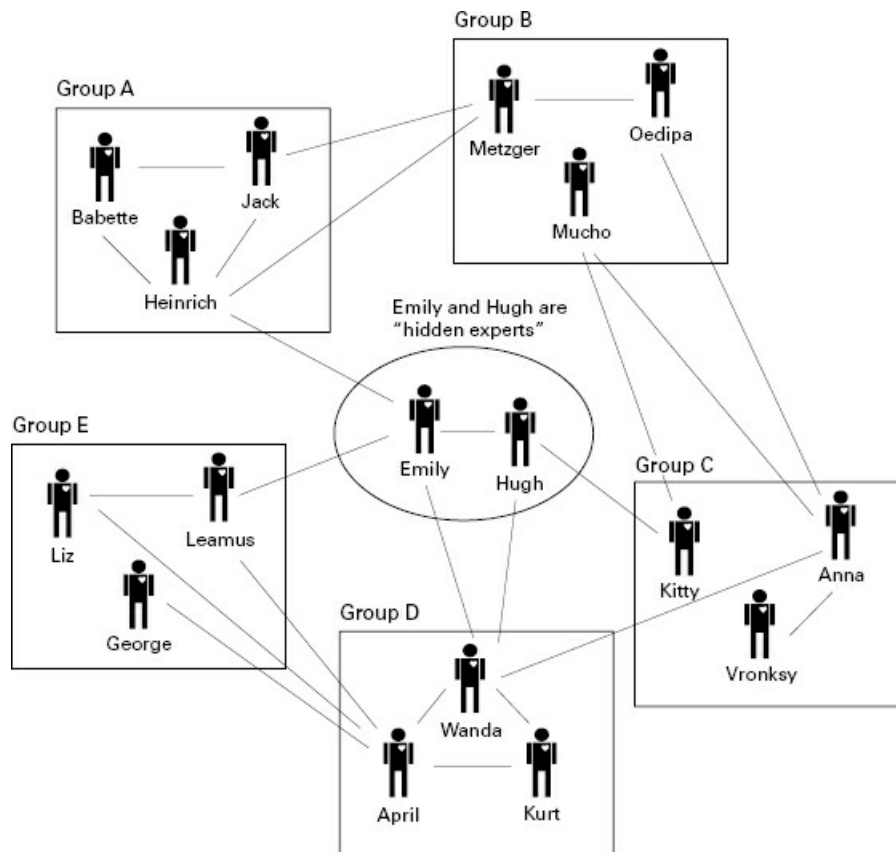 Group A
Babette
Jack
Heinrich
Group B
Metzger
Oedipa
Mucho
Emily and Hugh are
“hidden experts”
Emily
Hugh
Group E
Liz
Leamus
George
Group C
Kitty
Anna
Vronksy
Group D
Wanda
April
Kurt